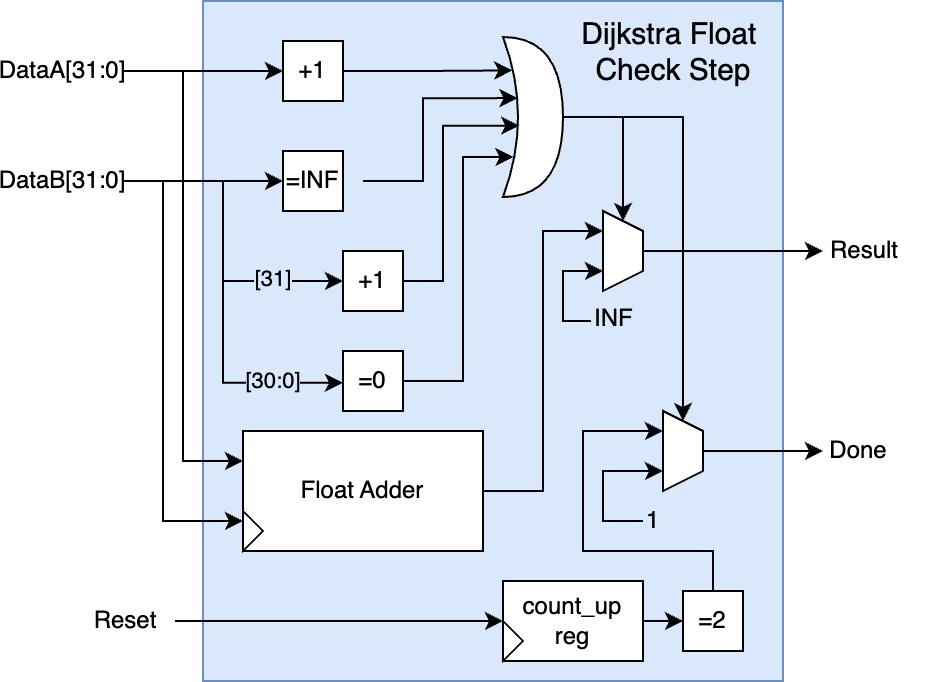 Dijkstra Float
Check Step
DataA[31:0]
+1
DataB[31:0]
=INF
Result
[31]
+1
INF
[30:0]
=0
Done
Float Adder
1
Reset
count_up
reg
=2